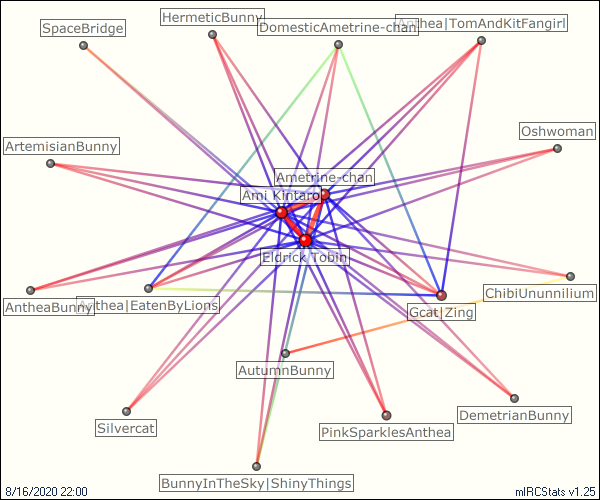 HermeticBunny
Anthea|TomAndKitFangirl
SpaceBridge
DomesticAmetrine-chan
Oshwoman
ArtemisianBunny
Ametrine-chan
Ami Kintaro
Eldrick Tobin
ChibiUnunnilium
AntheaBunny
Anthea|EatenByLions
Gcat|Zing
AutumnBunny
DemetrianBunny
Silvercat
PinkSparklesAnthea
BunnyInTheSky|ShinyThings
8/16/2020 22:00
mIRCStats v1.25